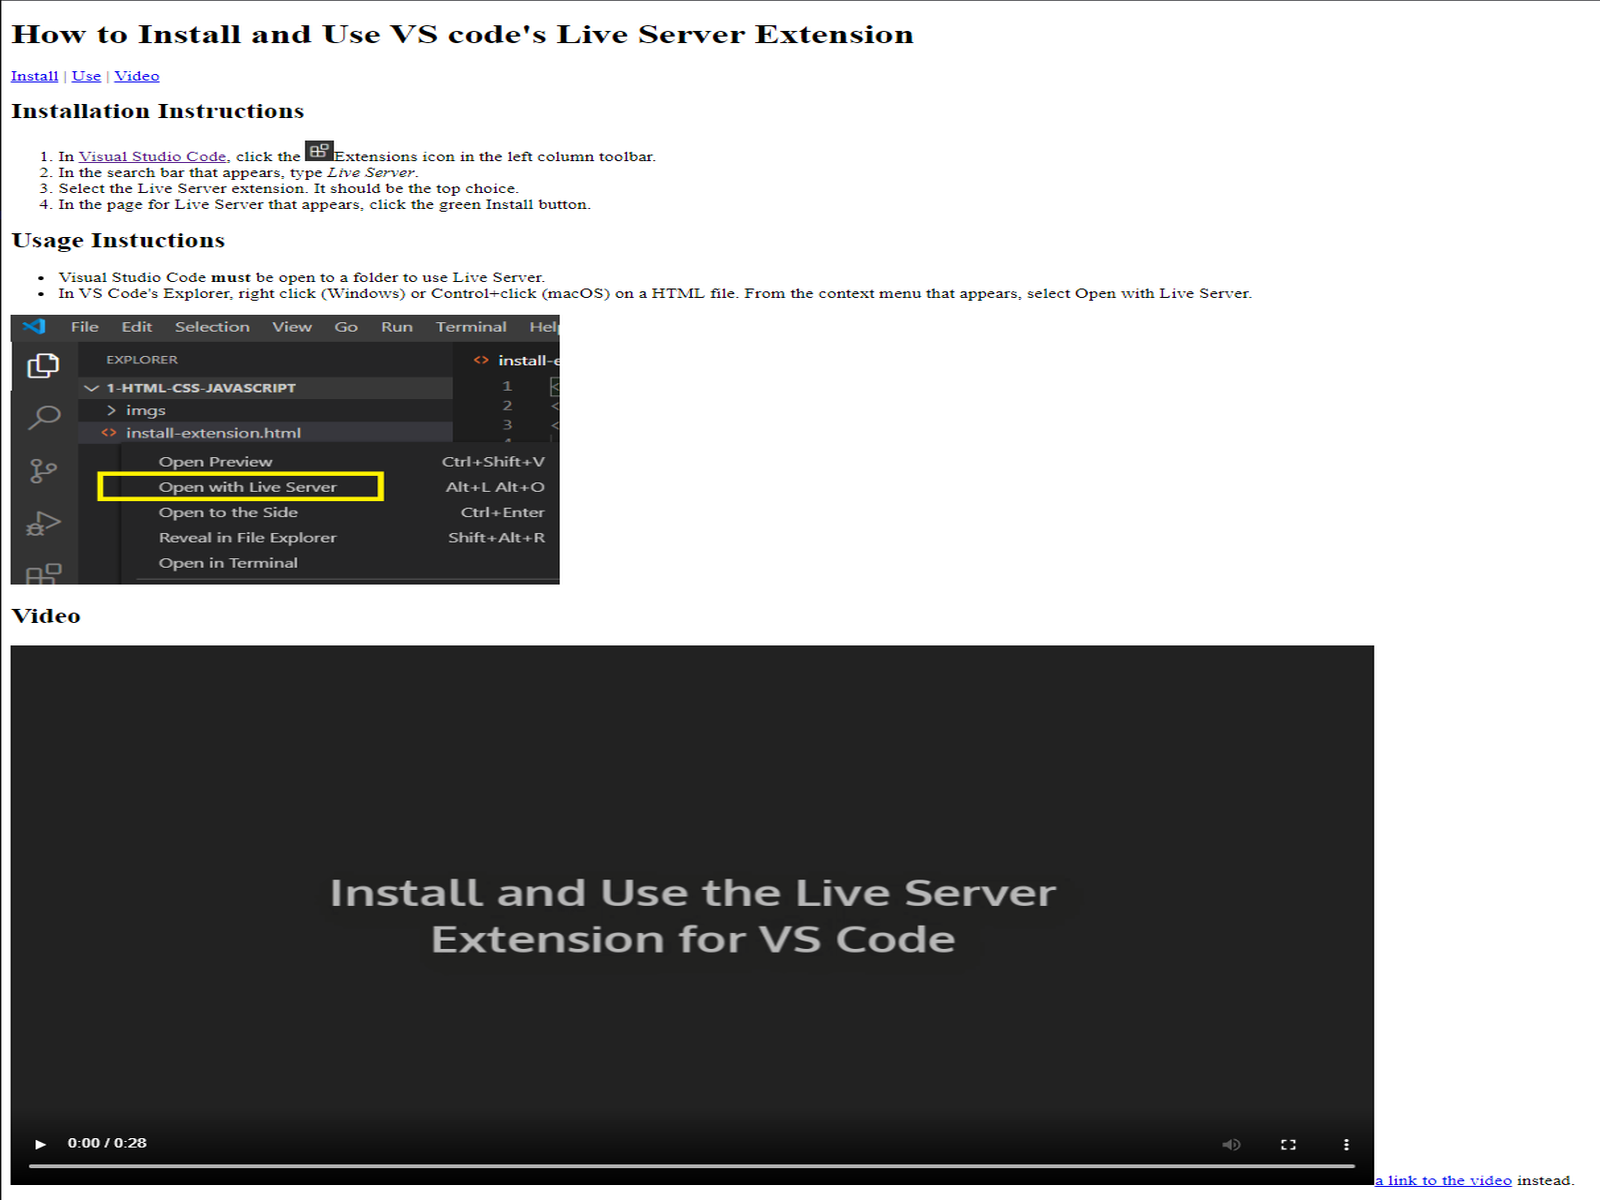 How to Install and Use VS code's Live Server Extension
Install | Use | Video
Installation Instructions
1. In Visual Studio Code, click the Extensions icon in the left column toolbar.
2. In the search bar that appears, type Live Server.
3. Select the Live Server extension. It should be the top choice.
4. In the page for Live Server that appears, click the green Install button.
Usage Instuctions
• Visual Studio Code must be open to a folder to use Live Server.
• In VS Code's Explorer, right click (Windows) or Control+click (macOS) on a HTML file. From the context menu that appears, select Open with Live Server.
File Edit Selection View Go Run Terminal Help
EXPLORER <> install-e
1-HTML-CSS-JAVASCRIPT 1 <
> imgs 2 <
<> install-extension.html 3 <
Open Preview Ctrl+Shift+V
Open with Live Server Alt+L Alt+O
Open to the Side Ctrl+Enter
Reveal in File Explorer Shift+Alt+R
Open in Terminal
Video
Install and Use the Live Server
Extension for VS Code
0:00 / 0:28
a link to the video instead.